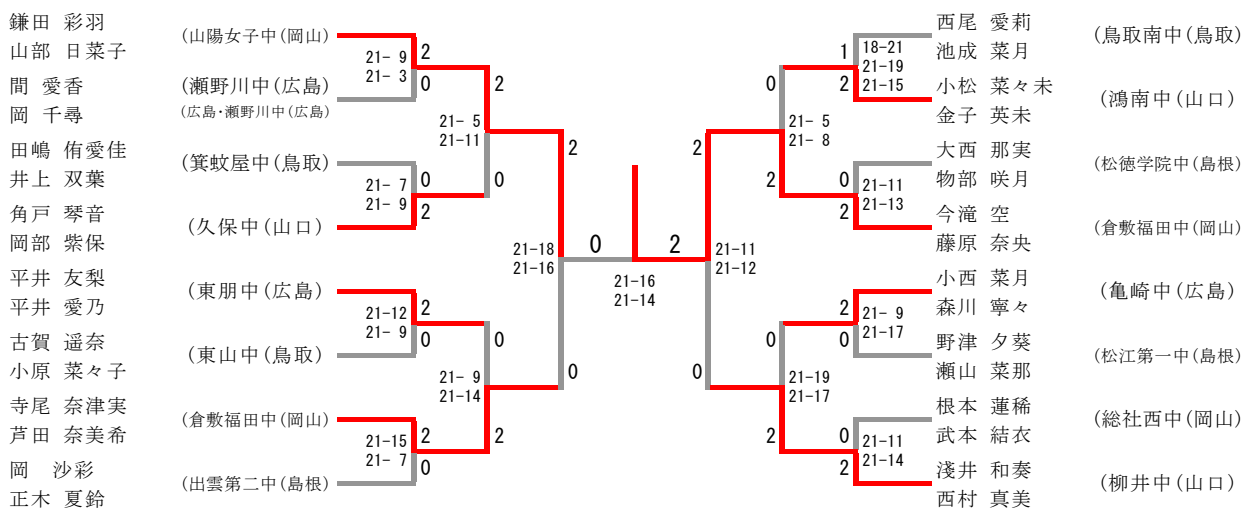 鎌田 彩羽
山部 日菜子
(山陽女子中(岡山)
間 愛香
岡 千尋
(瀬野川中(広島)
(広島・瀬野川中(広島)
田嶋 侑愛佳
井上 双葉
(箕蚊屋中(鳥取)
角戸 琴音
岡部 紫保
(久保中(山口)
平井 友梨
平井 愛乃
(東朋中(広島)
古賀 遥奈
小原 菜々子
(東山中(鳥取)
寺尾 奈津実
芦田 奈美希
(倉敷福田中(岡山)
岡 沙彩
正木 夏鈴
(出雲第二中(島根)
21- 9
21- 3
2
0
21- 7
21- 9
0
2
21-12
21- 9
2
0
21-15
21- 7
2
0
2
21- 5
21-11
0
0
21- 9
21-14
2
2
21-18
21-16
0
0
2
21-16
21-14
2
21-11
21-12
0
0
21- 5
21- 8
2
0
21-19
21-17
2
1
18-21
21-19
21-15
2
0
21-11
21-13
2
2
21- 9
21-17
0
0
21-11
21-14
2
西尾 愛莉
池成 菜月
(鳥取南中(鳥取)
小松 菜々未
金子 英未
(鴻南中(山口)
大西 那実
物部 咲月
(松徳学院中(島根)
今滝 空
藤原 奈央
(倉敷福田中(岡山)
小西 菜月
森川 寧々
(亀崎中(広島)
野津 夕葵
瀬山 菜那
(松江第一中(島根)
根本 蓮稀
武本 結衣
(総社西中(岡山)
淺井 和奏
西村 真美
(柳井中(山口)